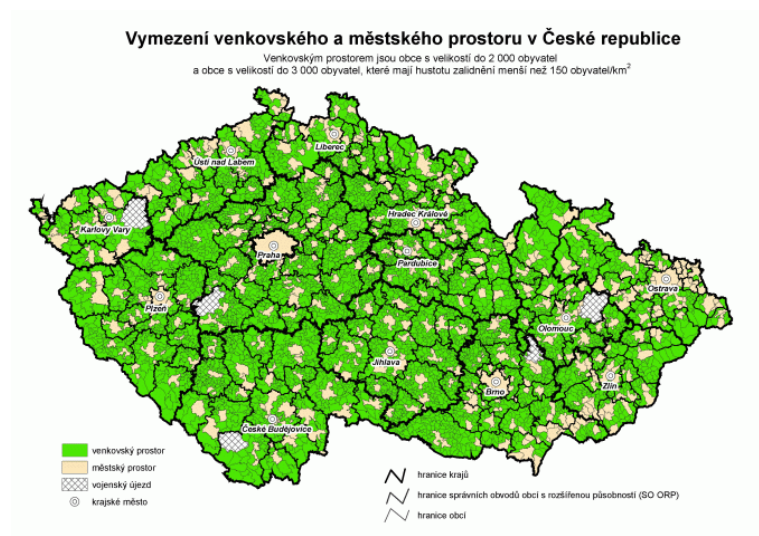 Vymezení venkovského a městského prostoru v České republice
Venkovským prostorem jsou obce s velikostí do 2 000 obyvatel
a obce s velikostí do 3 000 obyvatel, které mají hustotu zalidnění menší než 150 obyvatel/km²
Liberec
Ústí nad Labem
Hradec Králové
Karlovy Vary
Praha
Pardubice
Ostrava
Plzeň
Olomouc
Jihlava
Zlín
Brno
České Budějovice
venkovský prostor
městský prostor
vojenský újezd
krajské město
hranice krajů
hranice správních obvodů obcí s rozšířenou působností (SO ORP)
hranice obcí